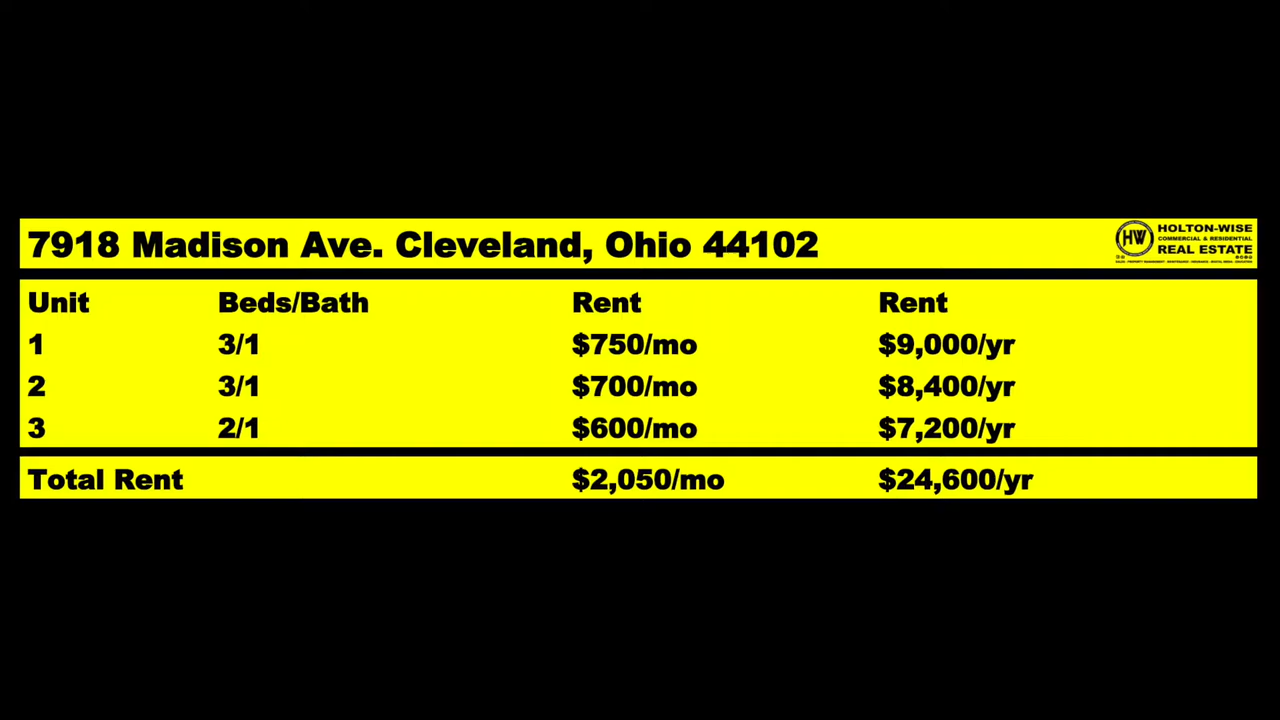 7918 Madison Ave. Cleveland, Ohio 44102
HOLTON-WISE
HW
COMMERCIAL & RESIDENTIAL
REAL ESTATE
Unit Beds/Bath Rent Rent
1 3/1 $750/mo $9,000/yr
2 3/1 $700/mo $8,400/yr
3 2/1 $600/mo $7,200/yr
Total Rent $2,050/mo $24,600/yr